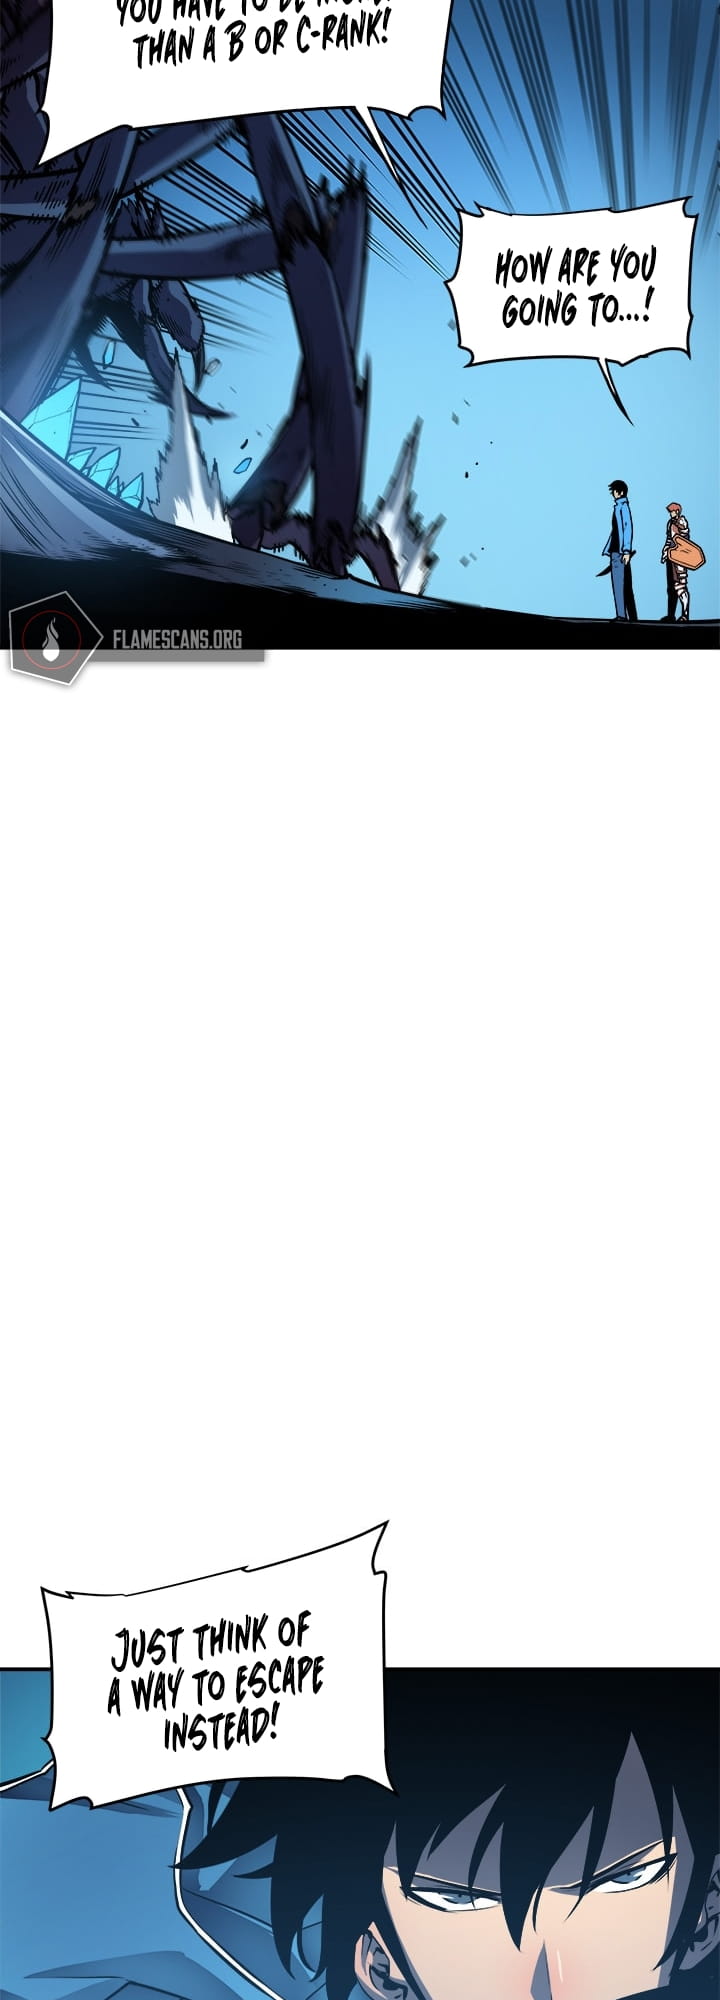 YOU HAVE TO BE MORE
THAN A B OR C-RANK!
HOW ARE YOU
GOING TO...!
FLAMESCANS.ORG
JUST THINK OF
A WAY TO ESCAPE
INSTEAD!